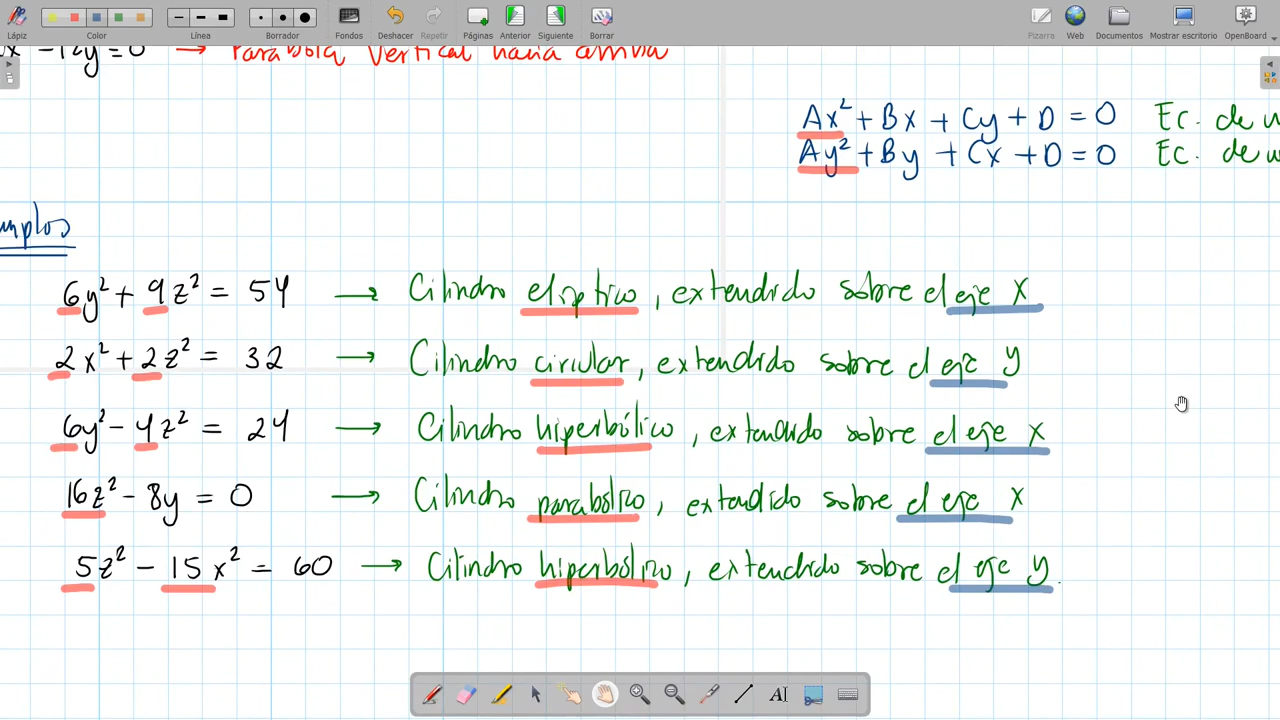 Lápiz Color Línea Borrador Fondos Deshacer Repetir Páginas Anterior Siguiente Borrar Pizarra Web Documentos Mostrar escritorio OpenBoard
x - 12y = 0 → Parábola Vertical hacia arriba
Ax² + Bx + Cy + D = 0 Ec. de
Ay² + By + Cx + D = 0 Ec. de
mplos
6y² + 9z² = 54 → Cilindro elíptico, extendido sobre el eje x
2x² + 2z² = 32 → Cilindro circular, extendido sobre el eje y
6y² - 4z² = 24 → Cilindro hiperbólico, extendido sobre el eje x
16z² - 8y = 0 → Cilindro parabólico, extendido sobre el eje x
5z² - 15x² = 60 → Cilindro hiperbólico, extendido sobre el eje y.